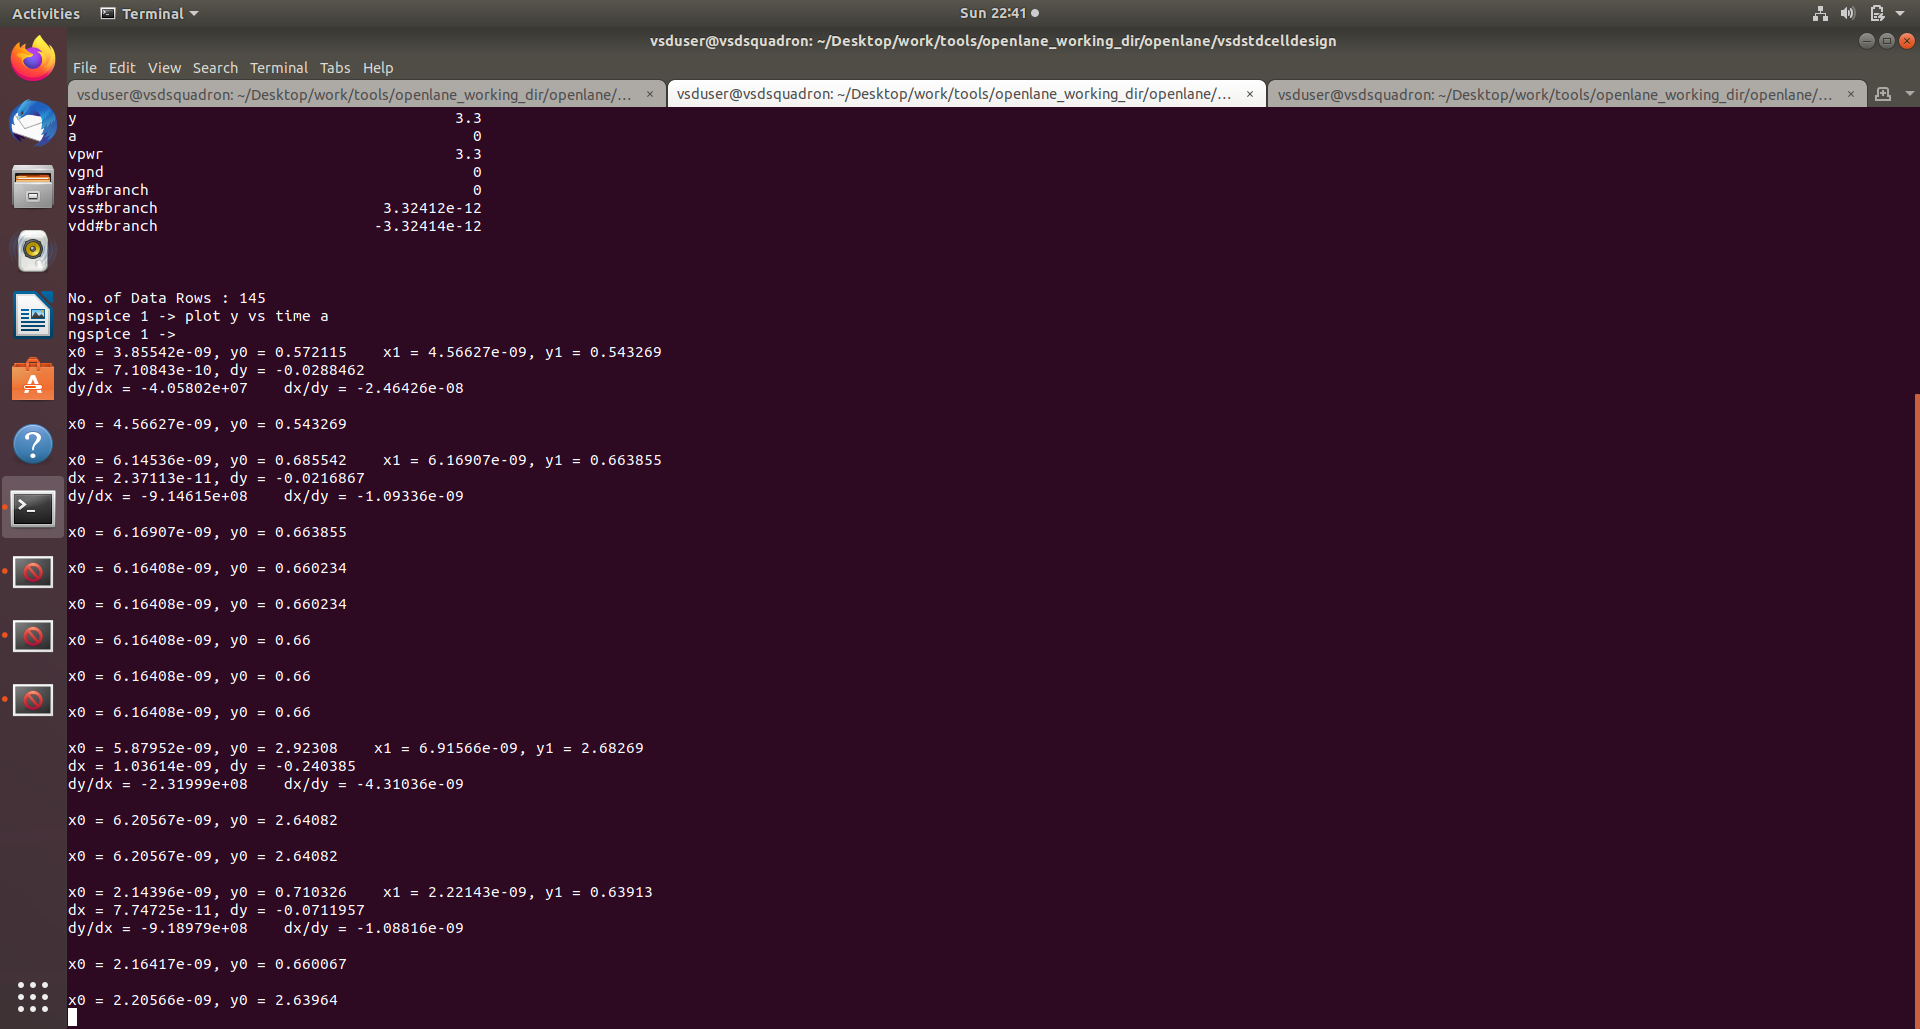 Activities Terminal Sun 22:41
vsduser@vsdsquadron: ~/Desktop/work/tools/openlane_working_dir/openlane/vsdstdcelldesign
File Edit View Search Terminal Tabs Help
vsduser@vsdsquadron: ~/Desktop/work/tools/openlane_working_dir/openlane/... × vsduser@vsdsquadron: ~/Desktop/work/tools/openlane_working_dir/openlane/... × vsduser@vsdsquadron: ~/Desktop/work/tools/openlane_working_dir/openlane/... ×
y 3.3
a 0
vpwr 3.3
vgnd 0
va#branch 0
vss#branch 3.32412e-12
vdd#branch -3.32414e-12
No. of Data Rows : 145
ngspice 1 -> plot y vs time a
ngspice 1 ->
x0 = 3.85542e-09, y0 = 0.572115 x1 = 4.56627e-09, y1 = 0.543269
dx = 7.10843e-10, dy = -0.0288462
dy/dx = -4.05802e+07 dx/dy = -2.46426e-08
x0 = 4.56627e-09, y0 = 0.543269
x0 = 6.14536e-09, y0 = 0.685542 x1 = 6.16907e-09, y1 = 0.663855
dx = 2.37113e-11, dy = -0.0216867
dy/dx = -9.14615e+08 dx/dy = -1.09336e-09
x0 = 6.16907e-09, y0 = 0.663855
x0 = 6.16408e-09, y0 = 0.660234
x0 = 6.16408e-09, y0 = 0.660234
x0 = 6.16408e-09, y0 = 0.66
x0 = 6.16408e-09, y0 = 0.66
x0 = 6.16408e-09, y0 = 0.66
x0 = 5.87952e-09, y0 = 2.92308 x1 = 6.91566e-09, y1 = 2.68269
dx = 1.03614e-09, dy = -0.240385
dy/dx = -2.31999e+08 dx/dy = -4.31036e-09
x0 = 6.20567e-09, y0 = 2.64082
x0 = 6.20567e-09, y0 = 2.64082
x0 = 2.14396e-09, y0 = 0.710326 x1 = 2.22143e-09, y1 = 0.63913
dx = 7.74725e-11, dy = -0.0711957
dy/dx = -9.18979e+08 dx/dy = -1.08816e-09
x0 = 2.16417e-09, y0 = 0.660067
x0 = 2.20566e-09, y0 = 2.63964